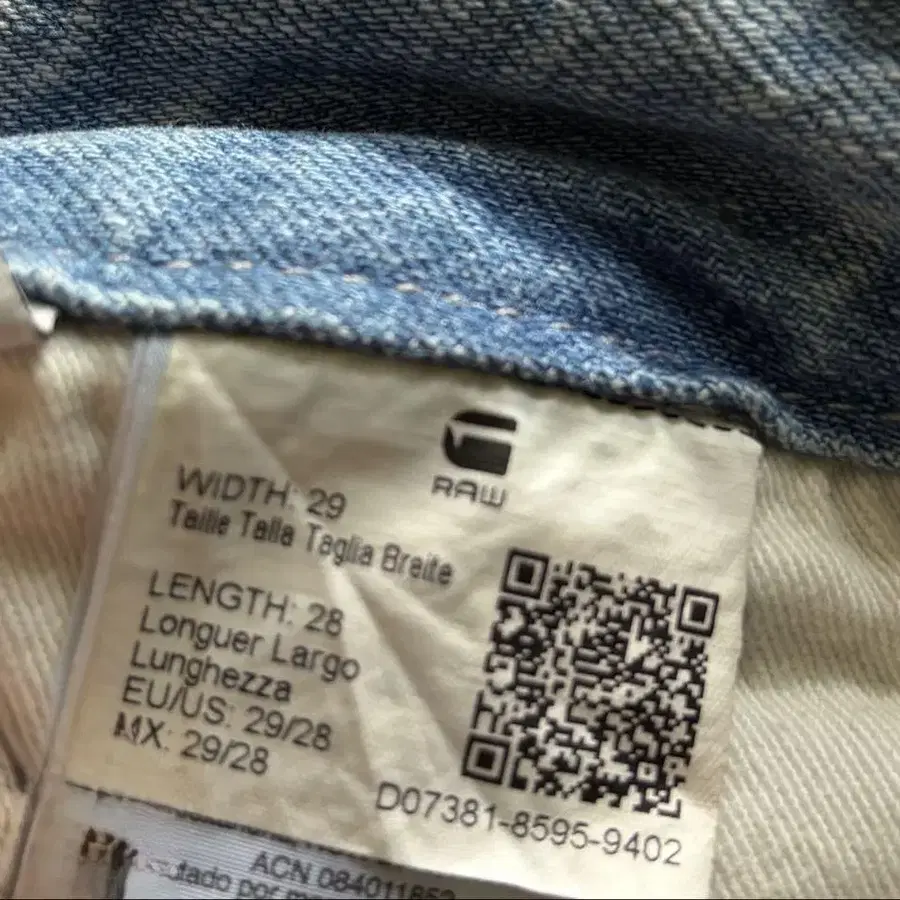 RAW
WIDTH: 29
Taille Talla Taglia Breite
LENGTH: 28
Longuer Largo
Lunghezza
EU/US: 29/28
MX: 29/28
D07381-8595-9402
ACN 084011852
por